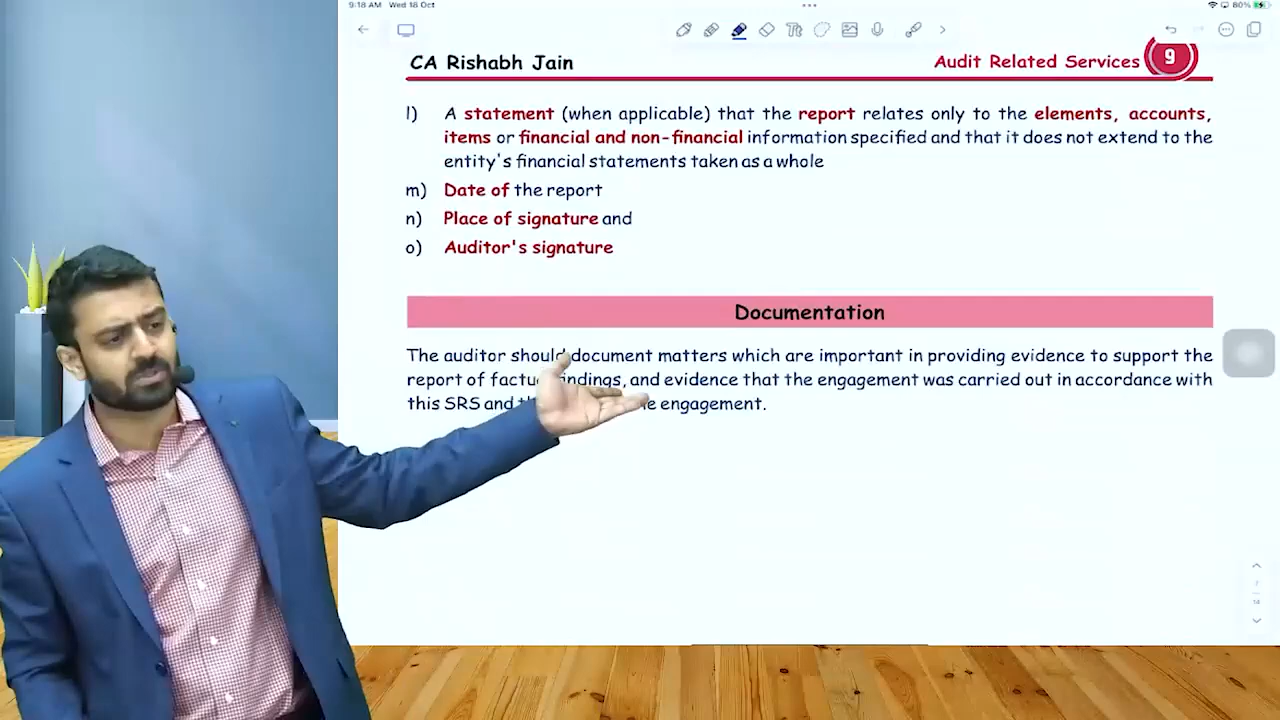 9:18 AM Wed 18 Oct
80%
CA Rishabh Jain
Audit Related Services 9
l) A statement (when applicable) that the report relates only to the elements, accounts,
items or financial and non-financial information specified and that it does not extend to the
entity's financial statements taken as a whole
m) Date of the report
n) Place of signature and
o) Auditor's signature
Documentation
The auditor should document matters which are important in providing evidence to support the
report of findings, and evidence that the engagement was carried out in accordance with
this SRS and engagement.
14